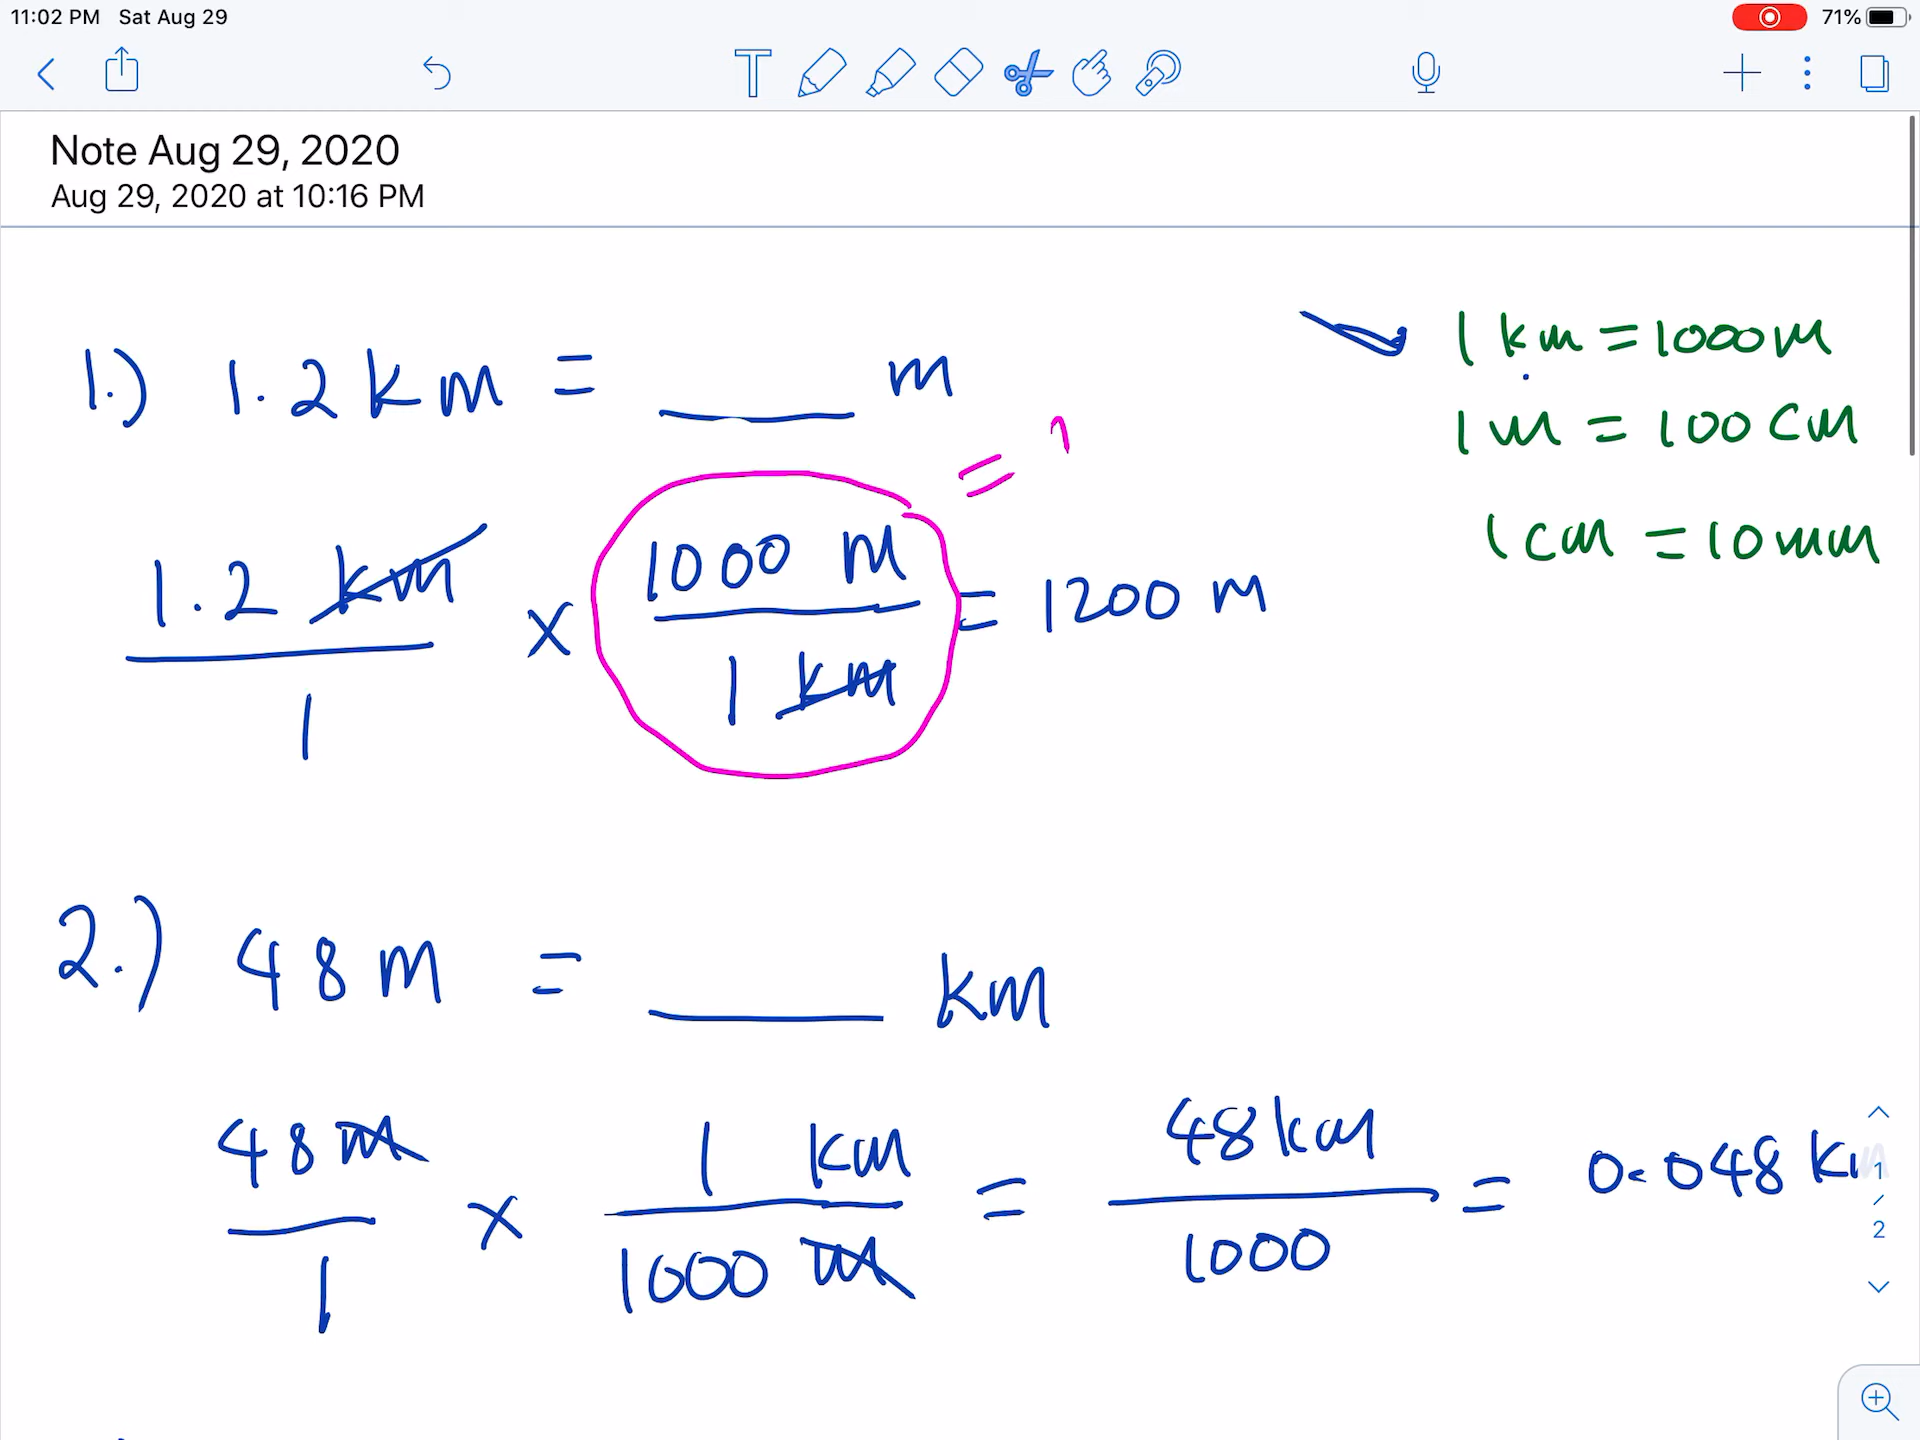 11:02 PM Sat Aug 29
71%
T
Note Aug 29, 2020
Aug 29, 2020 at 10:16 PM
1 km = 1000 m
1.) 1.2 km = ____ m
1 m = 100 cm
= 1
1 cm = 10 mm
1.2 km / 1 x 1000 m / 1 km = 1200 m
2.) 48 m = ____ km
48 m / 1 x 1 km / 1000 m = 48 km / 1000 = 0.048 km
1 / 2